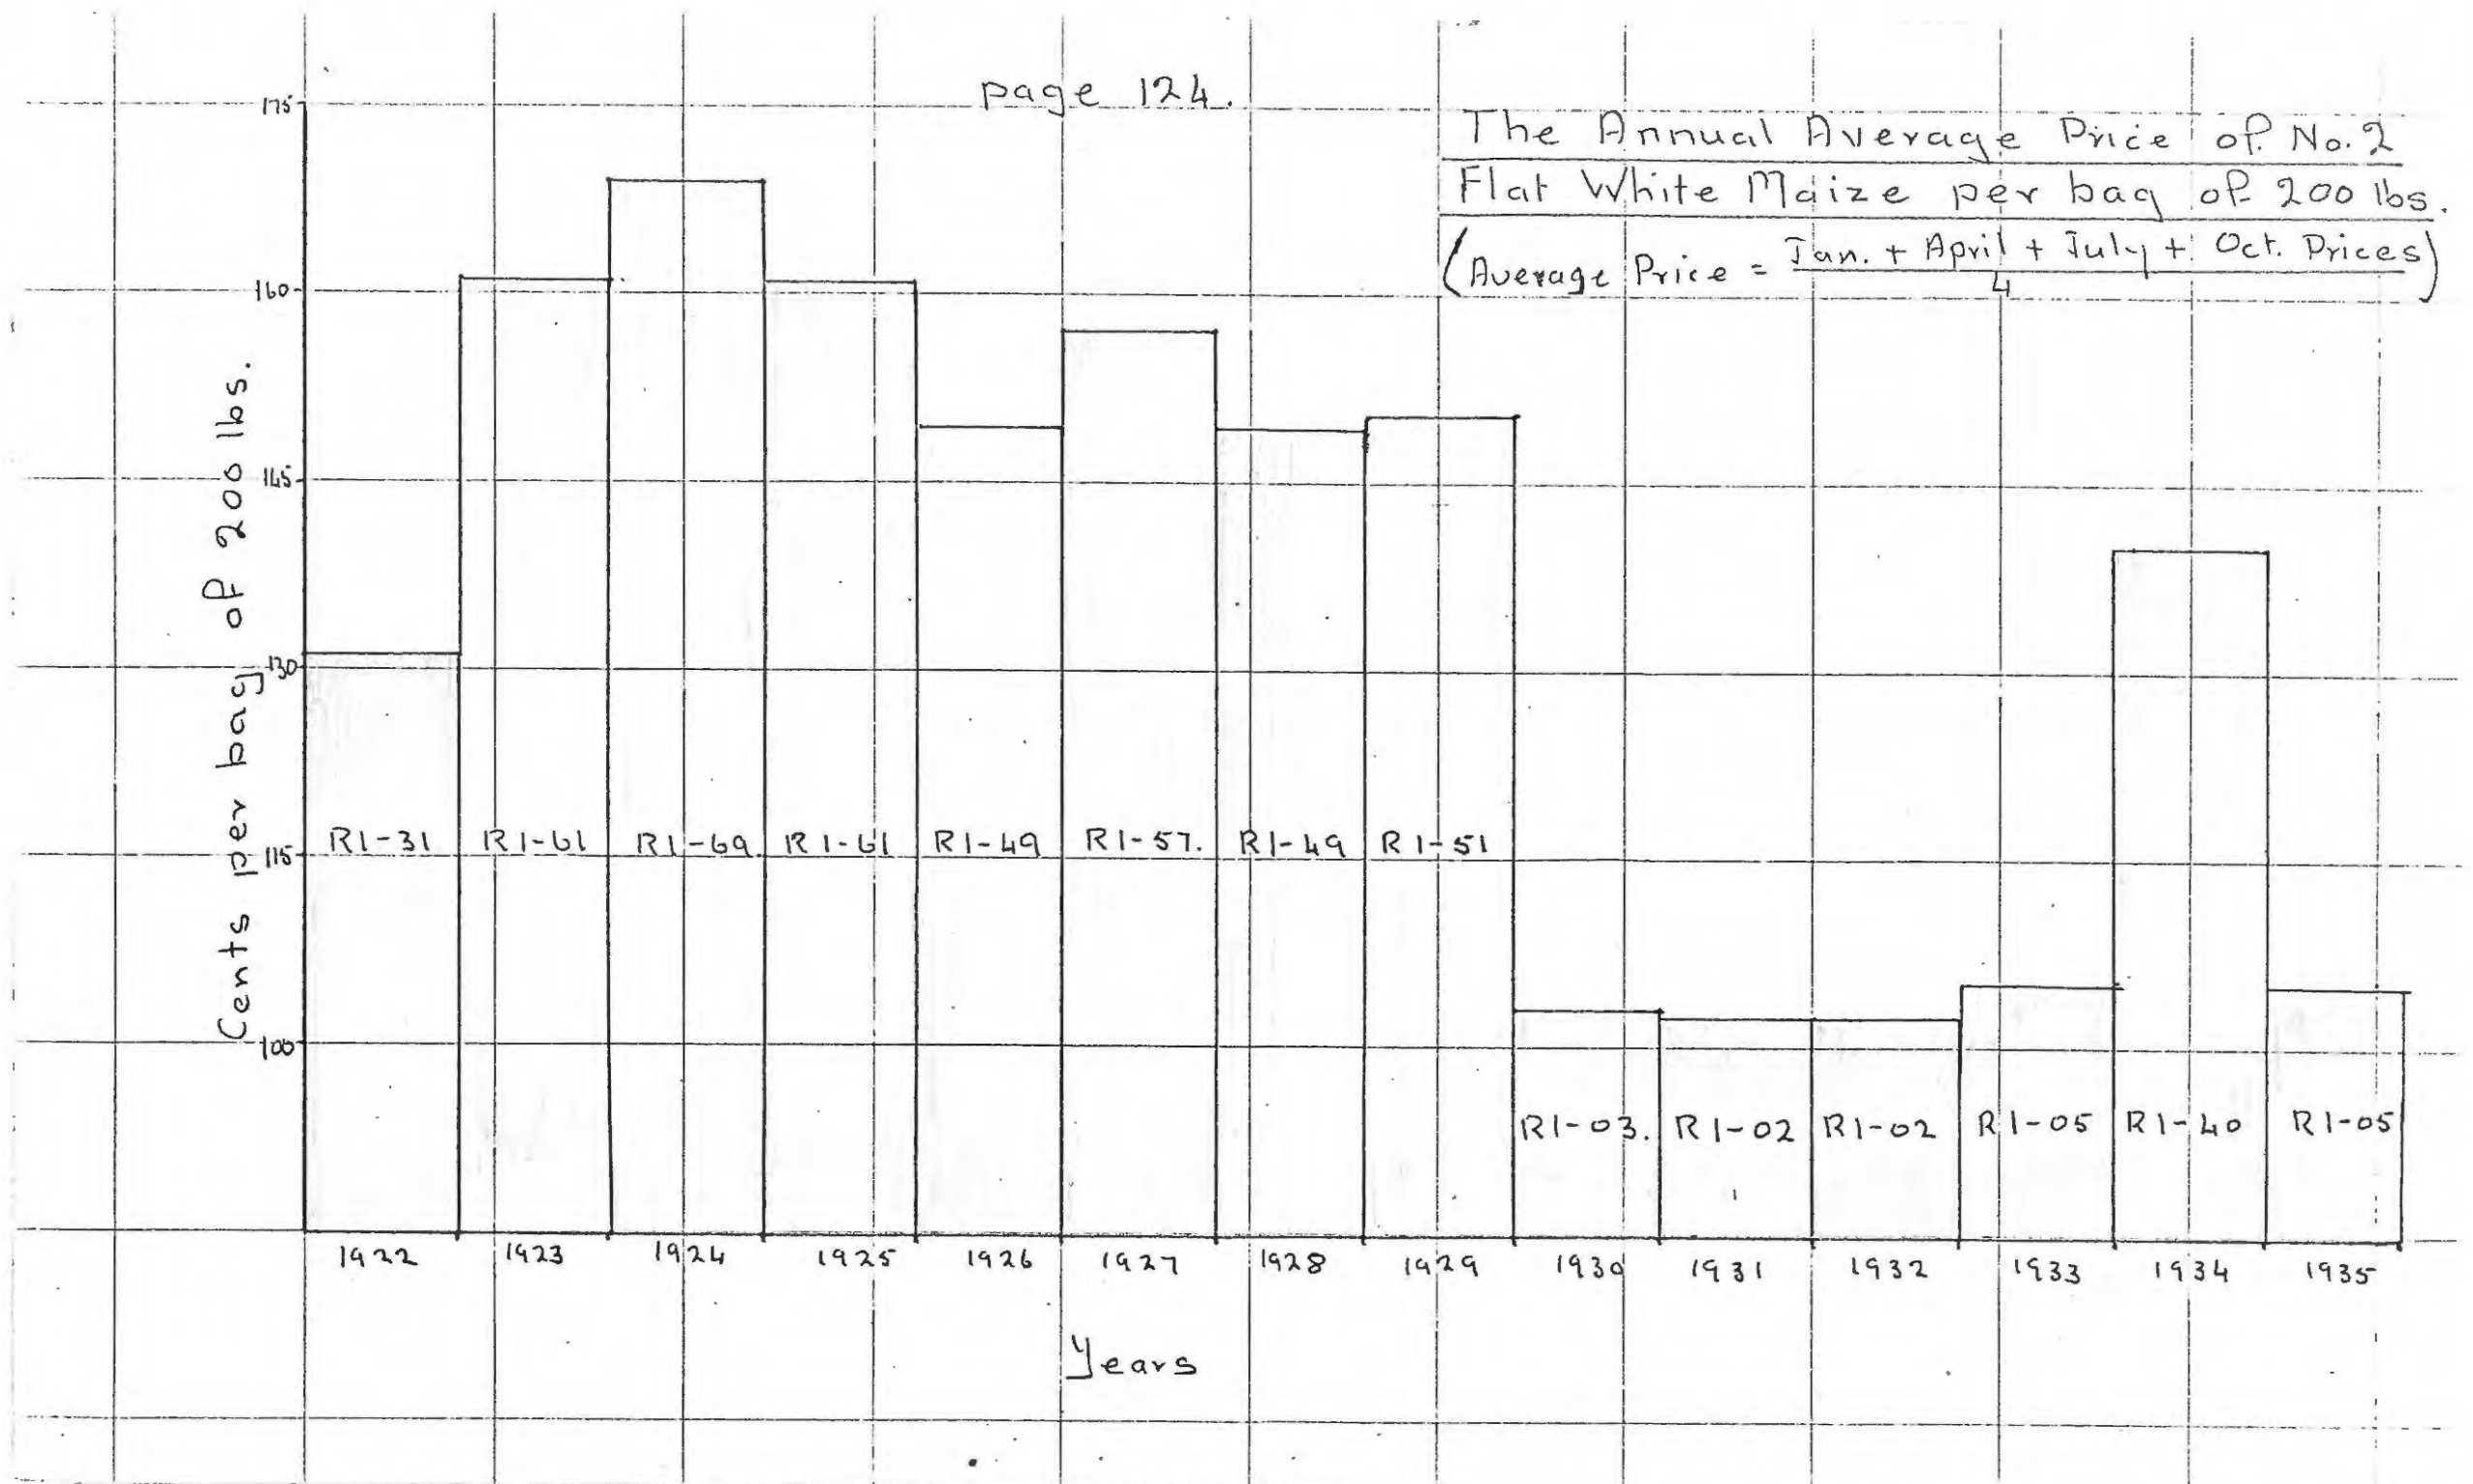 page 124.
The Annual Average Price of No. 2
Flat White Maize per bag of 200 lbs.
(Average Price = Jan. + April + July + Oct. Prices / 4)
Cents per bag of 200 lbs.
175
160
145
130
115
100
R1-31 R1-61 R1-69. R1-61 R1-49 R1-57. R1-49 R1-51
R1-03. R1-02 R1-02 R1-05 R1-40 R1-05
1922 1923 1924 1925 1926 1927 1928 1929 1930 1931 1932 1933 1934 1935
Years